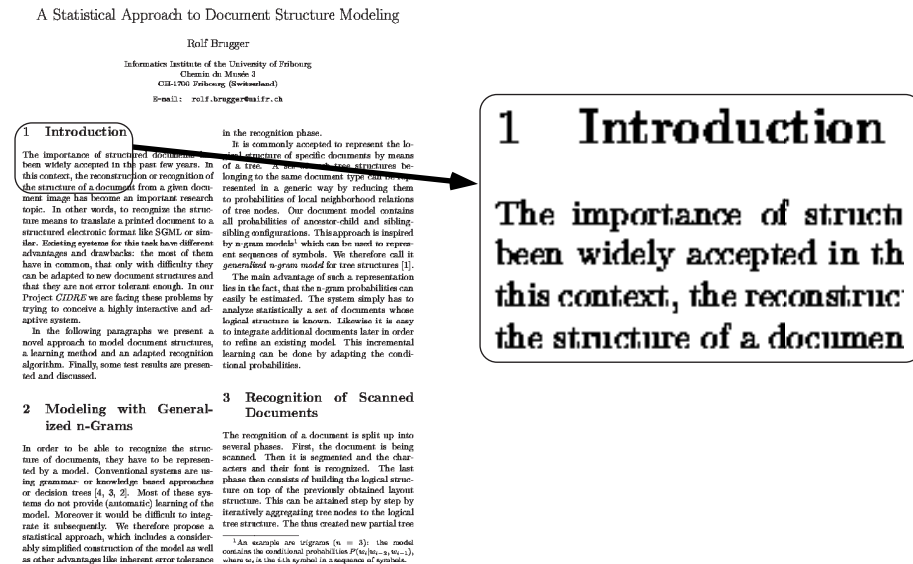 A Statistical Approach to Document Structure Modeling
Rolf Brugger
Informatics Institute of the University of Fribourg
Chemin du Musée 3
CH-1700 Fribourg (Switzerland)
E-mail: rolf.brugger@unifr.ch
1 Introduction
The importance of structured documents
been widely accepted in the past few years. In
this context, the reconstruction or recognition of
the structure of a document from a given docu-
ment image has become an important research
topic. In other words, to recognize the struc-
ture means to translate a printed document to a
structured electronic format like SGML or sim-
ilar. Existing systems for this task have different
advantages and drawbacks: the most of them
have in common, that only with difficulty they
can be adapted to new document structures and
that they are not error tolerant enough. In our
Project CIDRE we are facing these problems by
trying to conceive a highly interactive and ad-
aptive system.
In the following paragraphs we present a
novel approach to model document structures,
a learning method and an adapted recognition
algorithm. Finally, some test results are presen-
ted and discussed.
2 Modeling with General-
ized n-Grams
In order to be able to recognize the struc-
ture of documents, they have to be represen-
ted by a model. Conventional systems are us-
ing grammar- or knowledge based approaches
or decision trees [4, 3, 2]. Most of these sys-
tems do not provide (automatic) learning of the
model. Moreover it would be difficult to integ-
rate it subsequently. We therefore propose a
statistical approach, which includes a consider-
ably simplified construction of the model as well
as other advantages like inherent error tolerance
in the recognition phase.
It is commonly accepted to represent the lo-
structure of specific documents by means
of a tree. A tree structures be-
longing to the same document type can be
resented in a generic way by reducing them
to probabilities of local neighborhood relations
of tree nodes. Our document model contains
all probabilities of ancestor-child and sibling-
sibling configurations. This approach is inspired
by n-gram models¹ which can be used to repres-
ent sequences of symbols. We therefore call it
generalized n-gram model for tree structures [1].
The main advantage of such a representation
lies in the fact, that the n-gram probabilities can
easily be estimated. The system simply has to
analyze statistically a set of documents whose
logical structure is known. Likewise it is easy
to integrate additional documents later in order
to refine an existing model. This incremental
learning can be done by adapting the condi-
tional probabilities.
3 Recognition of Scanned
Documents
The recognition of a document is split up into
several phases. First, the document is being
scanned. Then it is segmented and the char-
acters and their font is recognized. The last
phase then consists of building the logical struc-
ture on top of the previously obtained layout
structure. This can be attained step by step by
iteratively aggregating tree nodes to the logical
tree structure. The thus created new partial tree
¹An example are trigrams (n = 3): the model
contains the conditional probabilities P(wᵢ|wᵢ₋₂, wᵢ₋₁),
where wᵢ is the i-th symbol in a sequence of symbols.
1 Introduction
The importance of structu
been widely accepted in th
this context, the reconstruc
the structure of a documen